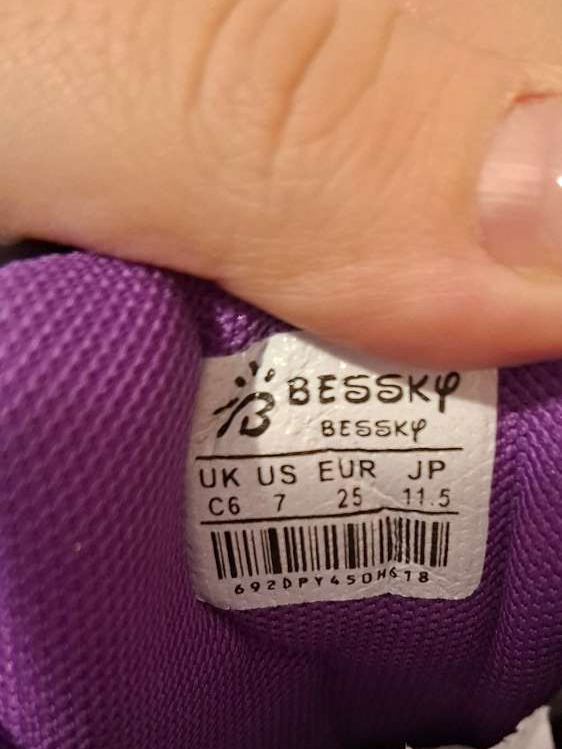 BESSKY
BESSKY
UK US EUR JP
C6 7 25 11.5
692DPY450H618